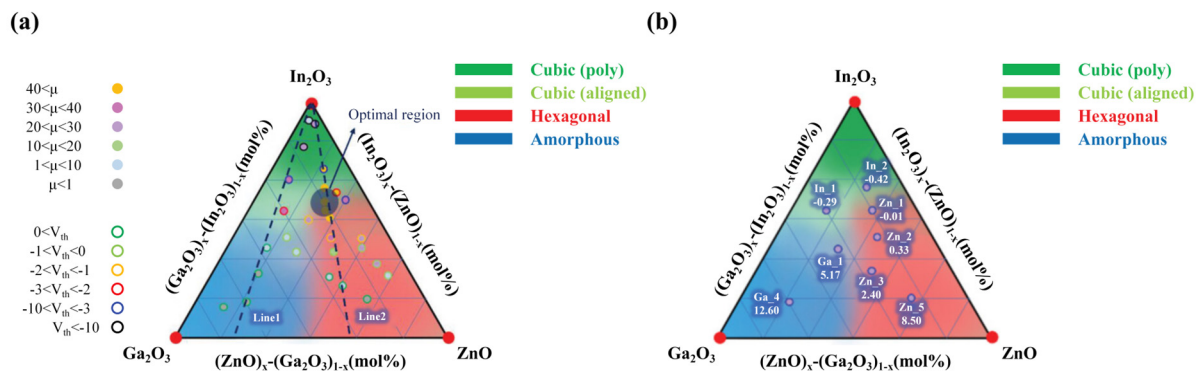 (a)
In₂O₃
40<μ
30<μ<40
20<μ<30
10<μ<20
1<μ<10
μ<1
0<Vth
-1<Vth<0
-2<Vth<-1
-3<Vth<-2
-10<Vth<-3
Vth<-10
Optimal region
Cubic (poly)
Cubic (aligned)
Hexagonal
Amorphous
(Ga₂O₃)ₓ-(In₂O₃)₁₋ₓ(mol%)
(In₂O₃)ₓ-(ZnO)₁₋ₓ(mol%)
Line1
Line2
Ga₂O₃
ZnO
(ZnO)ₓ-(Ga₂O₃)₁₋ₓ(mol%)
(b)
In₂O₃
Cubic (poly)
Cubic (aligned)
Hexagonal
Amorphous
(Ga₂O₃)ₓ-(In₂O₃)₁₋ₓ(mol%)
(In₂O₃)ₓ-(ZnO)₁₋ₓ(mol%)
In_2
-0.42
In_1
-0.29
Zn_1
-0.01
Zn_2
0.33
Ga_1
5.17
Zn_3
2.40
Ga_4
12.60
Zn_5
8.50
Ga₂O₃
ZnO
(ZnO)ₓ-(Ga₂O₃)₁₋ₓ(mol%)